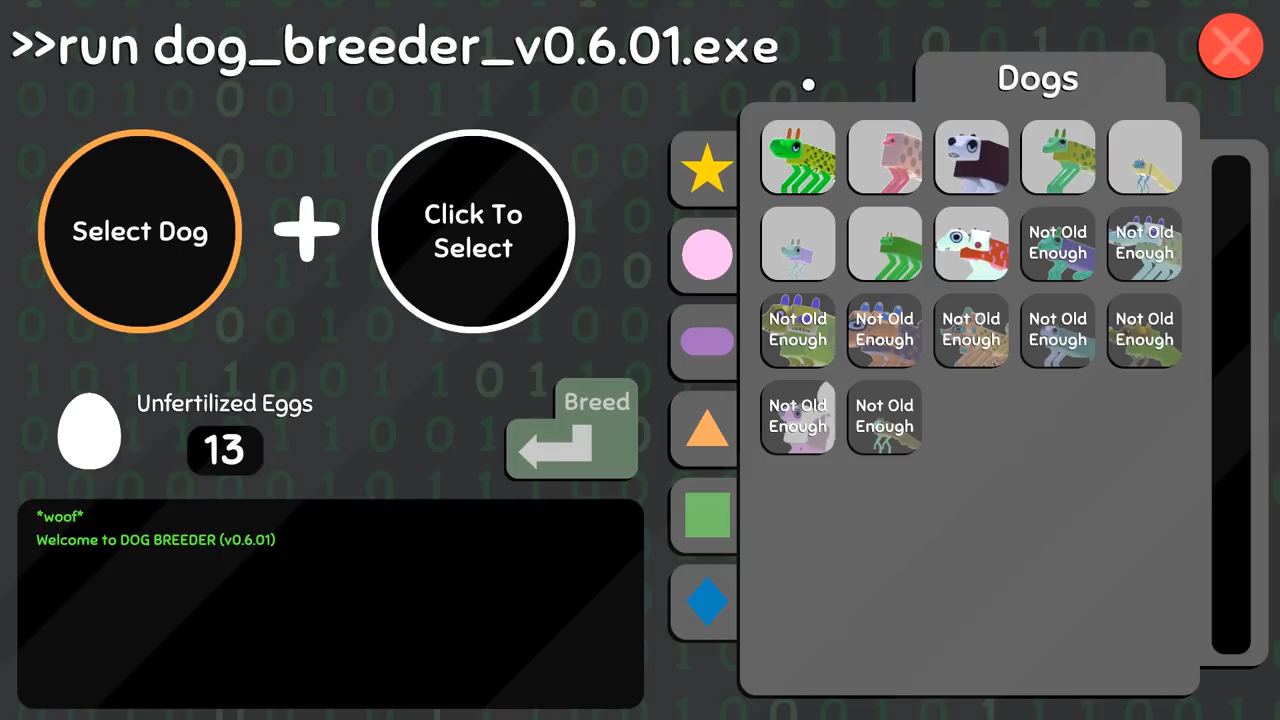 >>run dog_breeder_v0.6.01.exe
Dogs
Select Dog
Click To
Select
Not Old
Enough
Not Old
Enough
Not Old
Enough
Not Old
Enough
Not Old
Enough
Not Old
Enough
Not Old
Enough
Not Old
Enough
Not Old
Enough
Unfertilized Eggs
13
Breed
*woof*
Welcome to DOG BREEDER (v0.6.01)